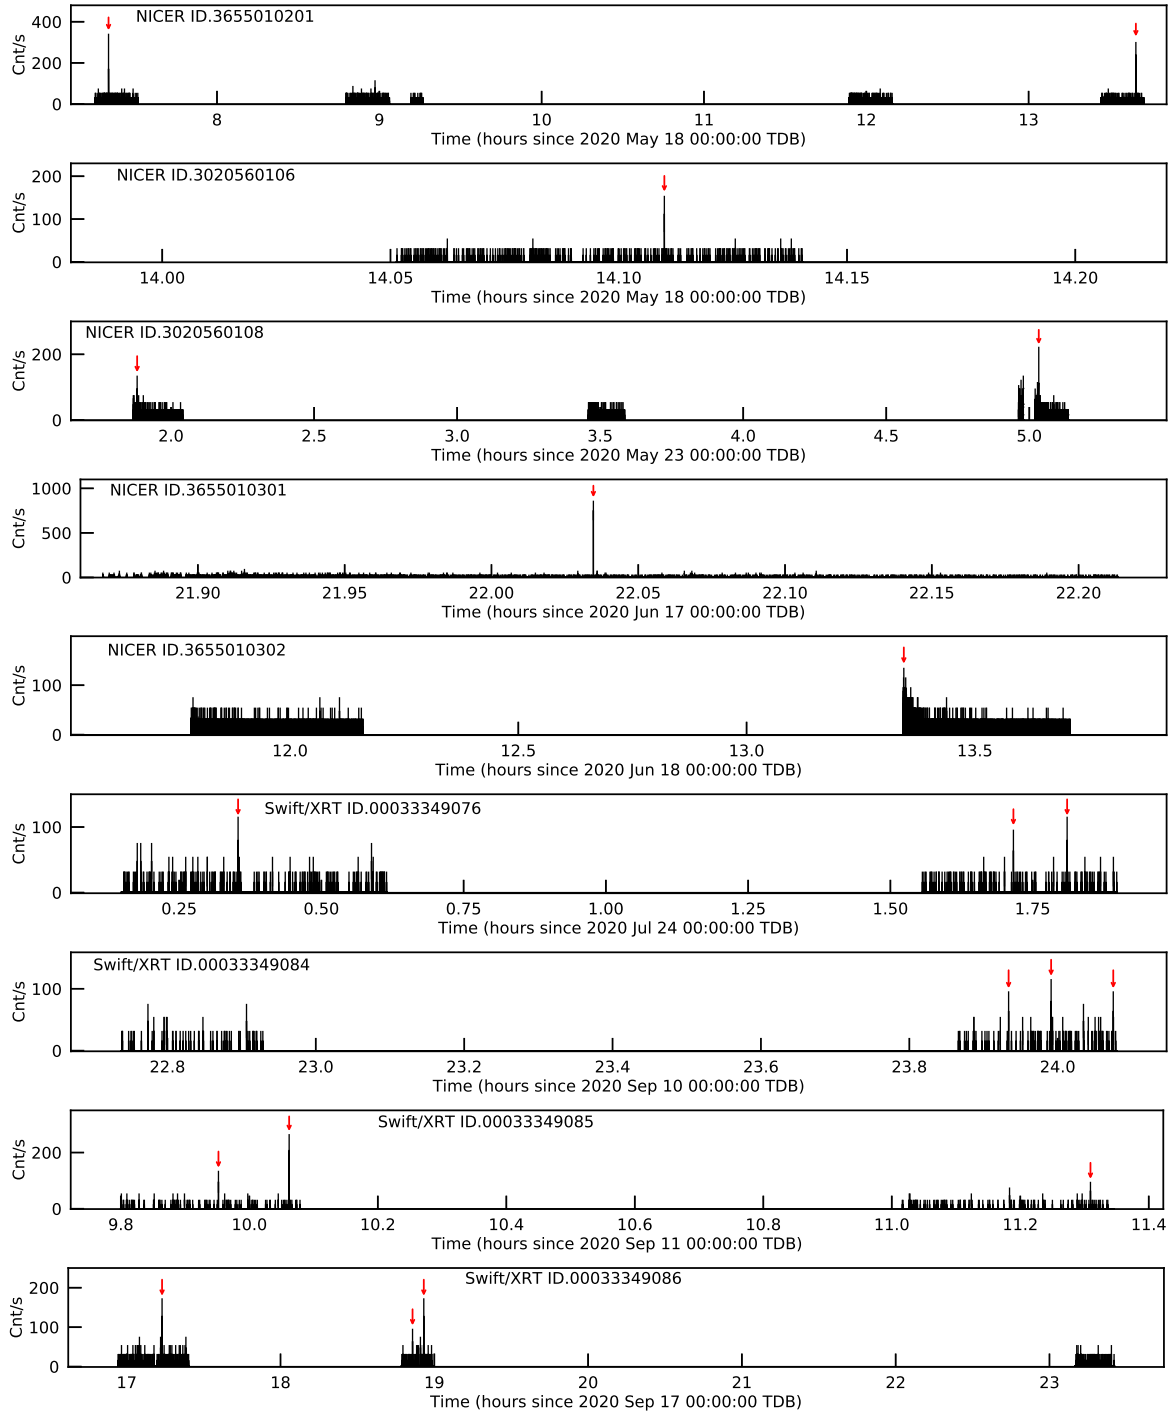 NICER ID.3655010201
400
200
0
Cnt/s
8 9 10 11 12 13
Time (hours since 2020 May 18 00:00:00 TDB)
NICER ID.3020560106
200
100
0
Cnt/s
14.00 14.05 14.10 14.15 14.20
Time (hours since 2020 May 18 00:00:00 TDB)
NICER ID.3020560108
200
0
Cnt/s
2.0 2.5 3.0 3.5 4.0 4.5 5.0
Time (hours since 2020 May 23 00:00:00 TDB)
NICER ID.3655010301
1000
500
0
Cnt/s
21.90 21.95 22.00 22.05 22.10 22.15 22.20
Time (hours since 2020 Jun 17 00:00:00 TDB)
NICER ID.3655010302
100
0
Cnt/s
12.0 12.5 13.0 13.5
Time (hours since 2020 Jun 18 00:00:00 TDB)
Swift/XRT ID.00033349076
100
0
Cnt/s
0.25 0.50 0.75 1.00 1.25 1.50 1.75
Time (hours since 2020 Jul 24 00:00:00 TDB)
Swift/XRT ID.00033349084
100
0
Cnt/s
22.8 23.0 23.2 23.4 23.6 23.8 24.0
Time (hours since 2020 Sep 10 00:00:00 TDB)
Swift/XRT ID.00033349085
200
0
Cnt/s
9.8 10.0 10.2 10.4 10.6 10.8 11.0 11.2 11.4
Time (hours since 2020 Sep 11 00:00:00 TDB)
Swift/XRT ID.00033349086
200
100
0
Cnt/s
17 18 19 20 21 22 23
Time (hours since 2020 Sep 17 00:00:00 TDB)